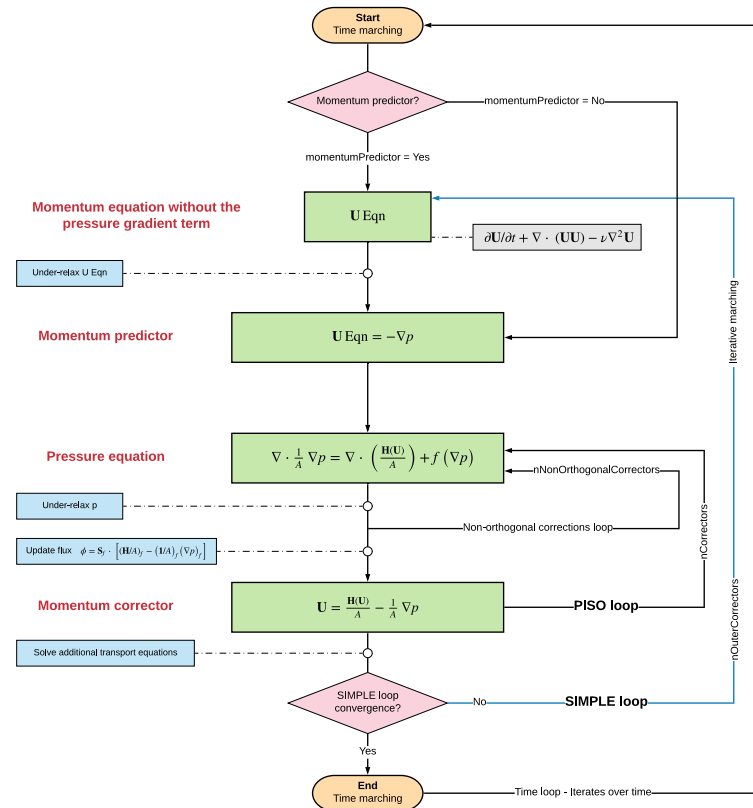 Start
Time marching
Momentum predictor?
momentumPredictor = No
momentumPredictor = Yes
Momentum equation without the
pressure gradient term
U Eqn
∂U/∂t + ∇ · (UU) − ν∇²U
Under-relax U Eqn
Iterative marching
Momentum predictor
U Eqn = −∇p
Pressure equation
∇ · 1/A ∇p = ∇ · (H(U)/A) + f (∇p)
nNonOrthogonalCorrectors
Under-relax p
Non-orthogonal corrections loop
nCorrectors
Update flux ϕ = S_f · [(H/A)_f − (1/A)_f (∇p)_f]
Momentum corrector
U = H(U)/A − 1/A ∇p
PISO loop
nOuterCorrectors
Solve additional transport equations
SIMPLE loop
convergence?
No
SIMPLE loop
Yes
End
Time marching
Time loop - Iterates over time